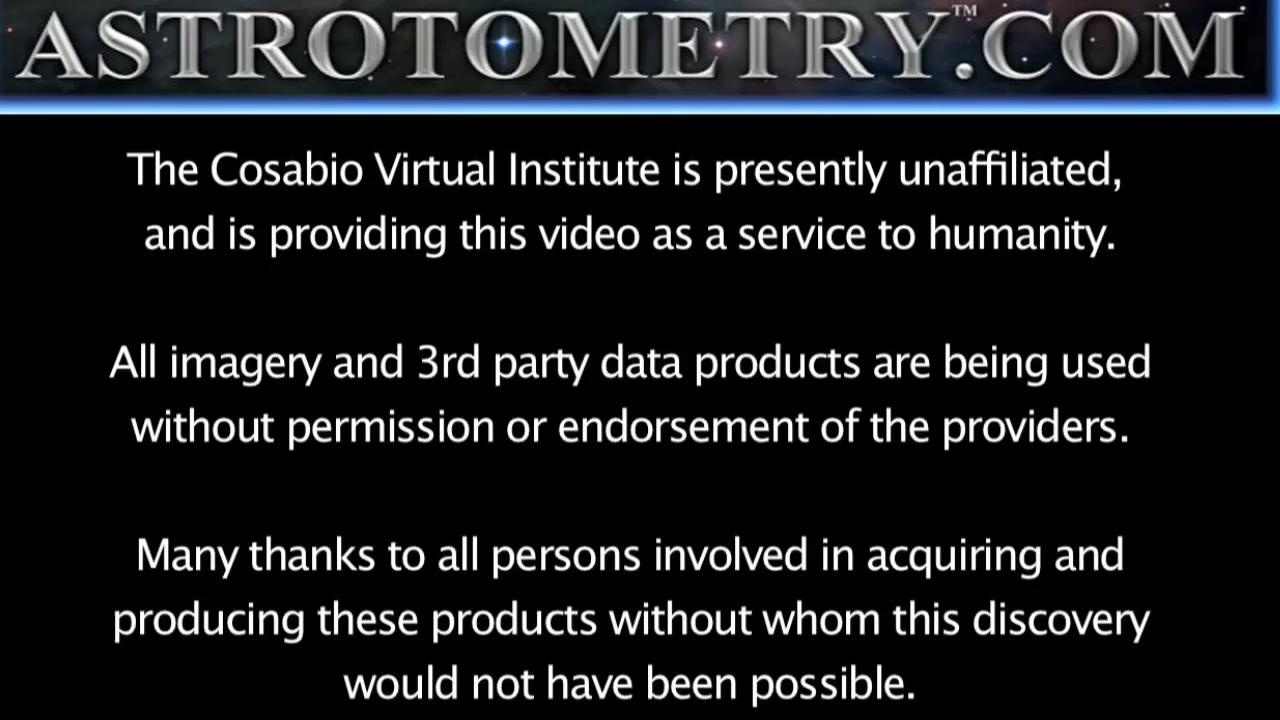 ASTROTOMETRY™.COM
The Cosabio Virtual Institute is presently unaffiliated,
and is providing this video as a service to humanity.
All imagery and 3rd party data products are being used
without permission or endorsement of the providers.
Many thanks to all persons involved in acquiring and
producing these products without whom this discovery
would not have been possible.